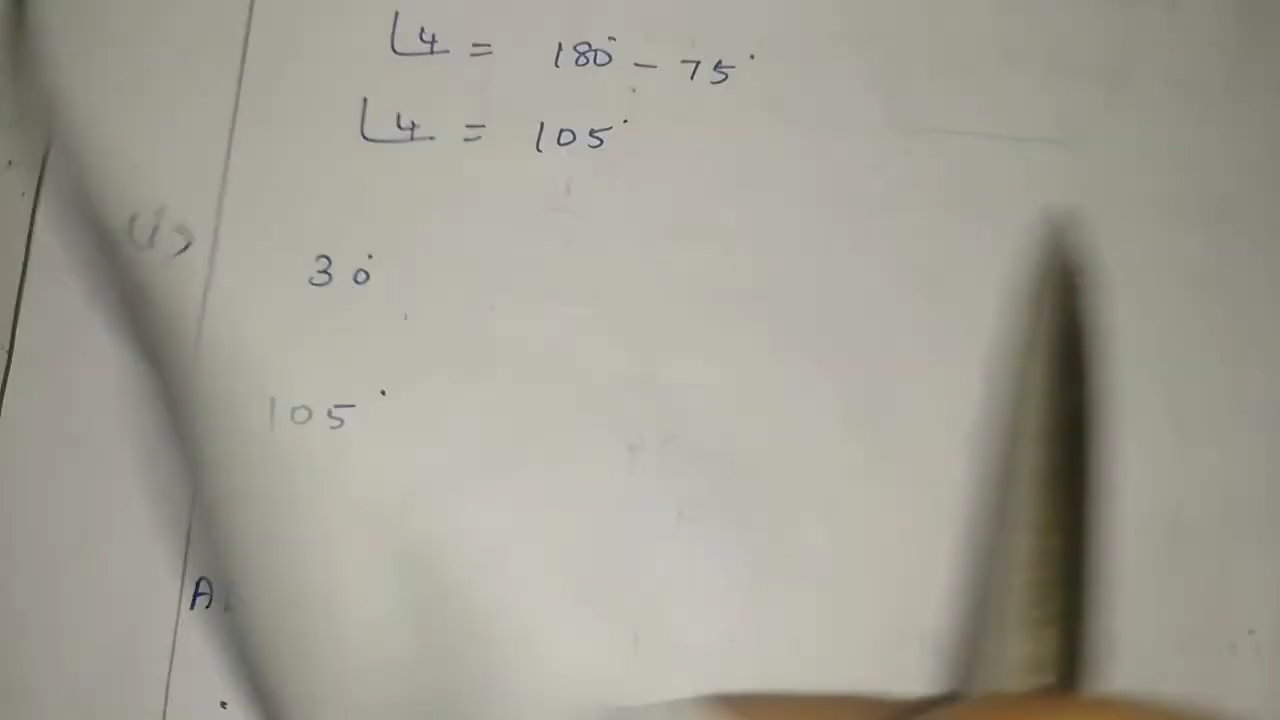 ∠4 = 180° - 75°
∠4 = 105°
30°
105°
A